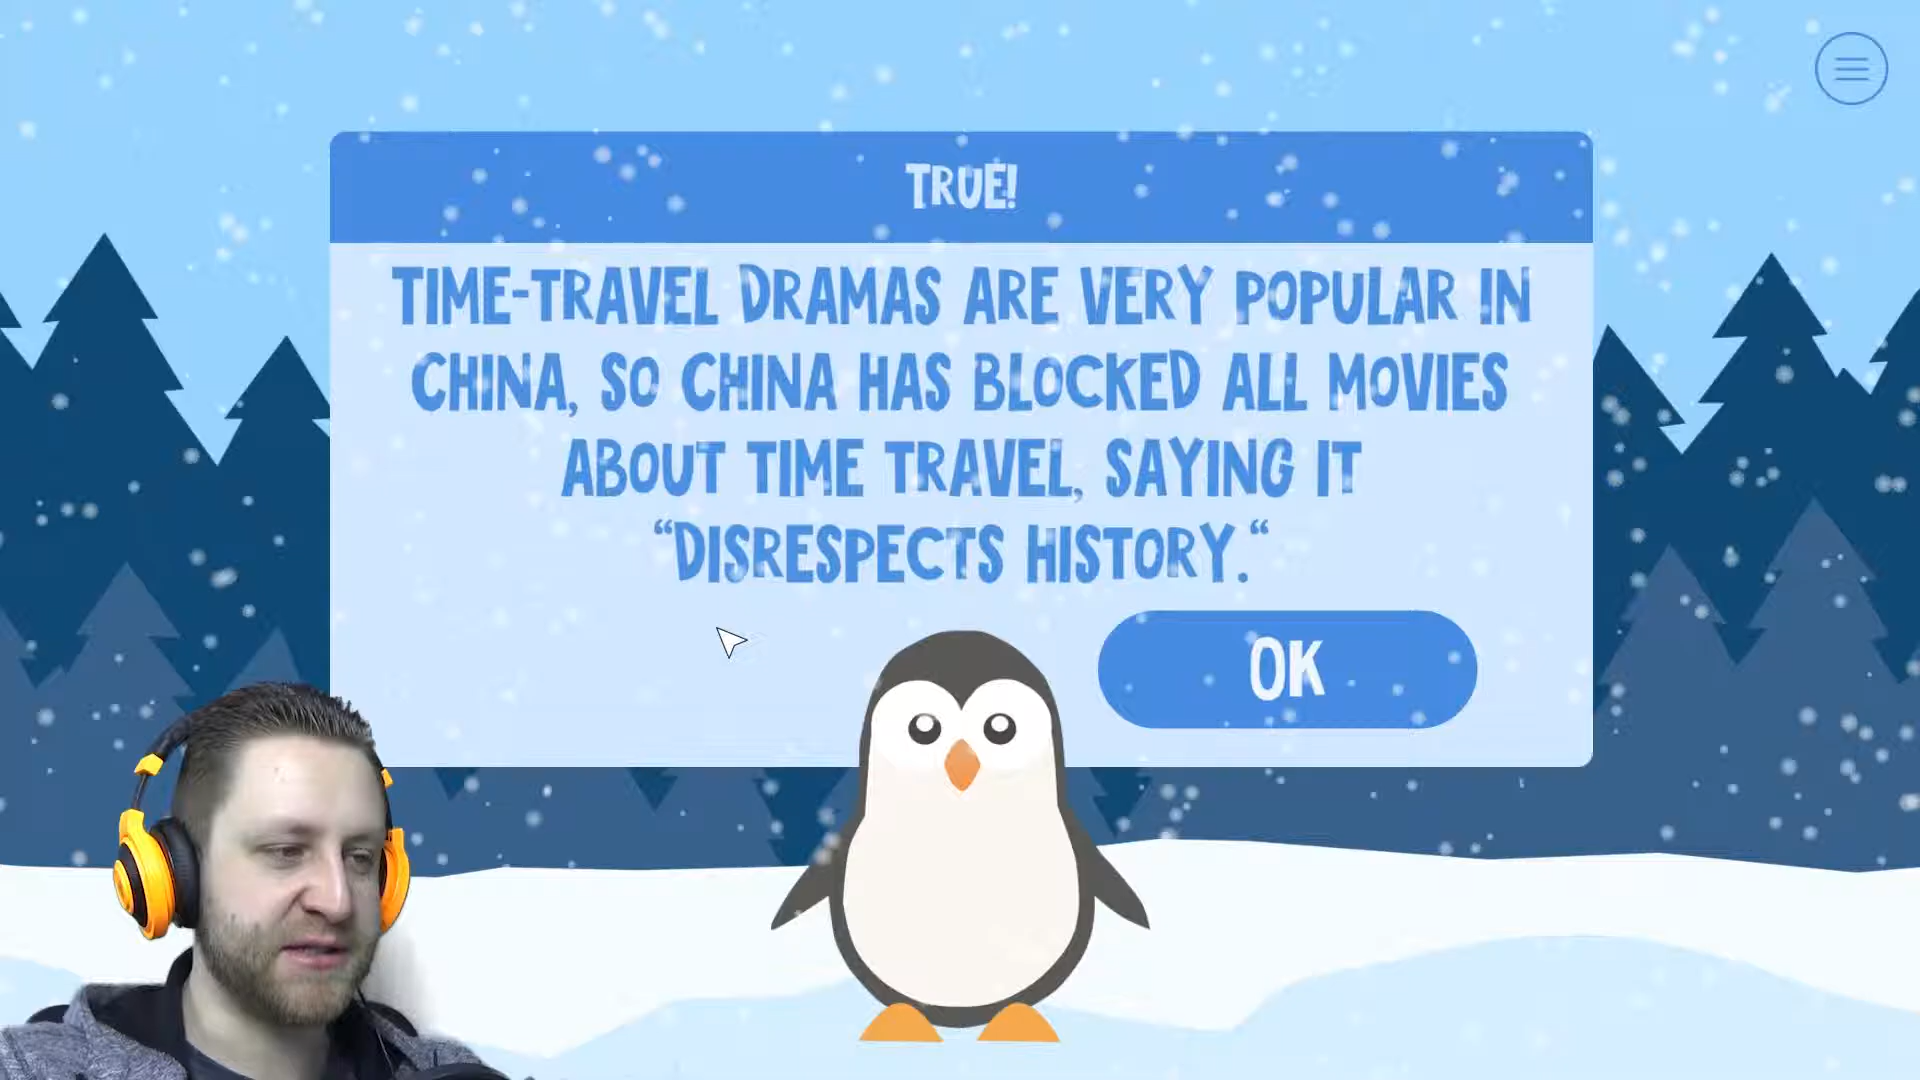 TRUE!
TIME-TRAVEL DRAMAS ARE VERY POPULAR IN
CHINA, SO CHINA HAS BLOCKED ALL MOVIES
ABOUT TIME TRAVEL, SAYING IT
“DISRESPECTS HISTORY.“
OK